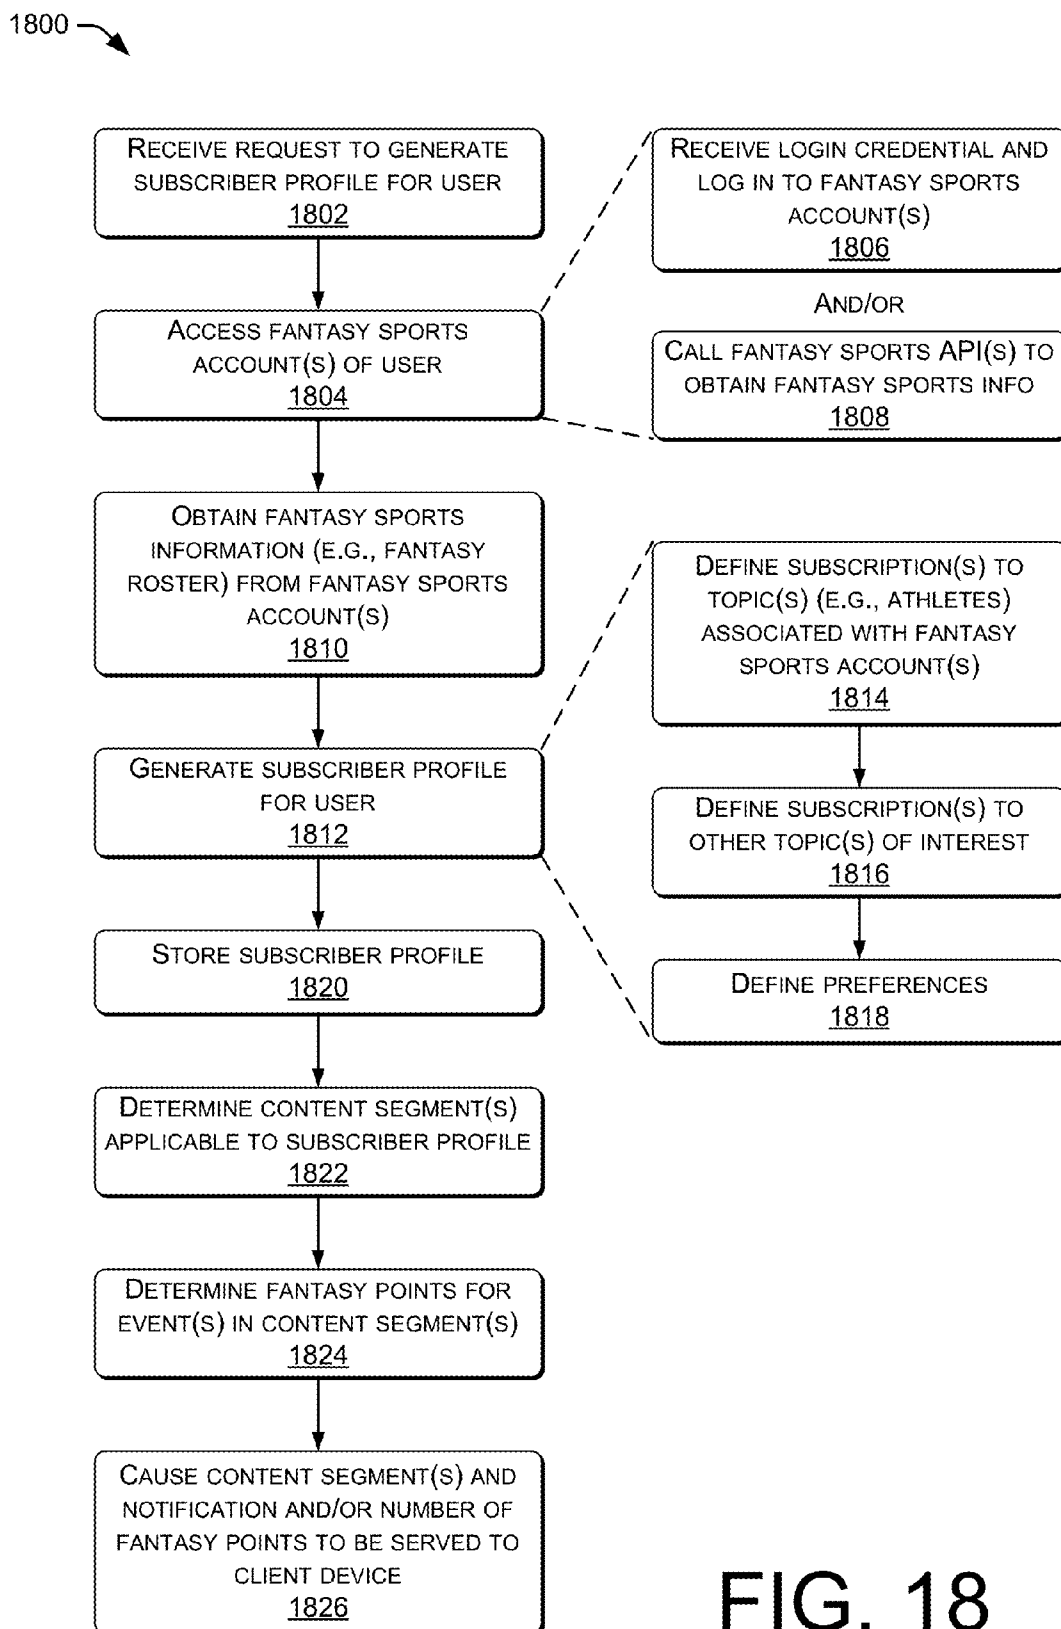 1800
RECEIVE REQUEST TO GENERATE
SUBSCRIBER PROFILE FOR USER
1802
ACCESS FANTASY SPORTS
ACCOUNT(S) OF USER
1804
RECEIVE LOGIN CREDENTIAL AND
LOG IN TO FANTASY SPORTS
ACCOUNT(S)
1806
AND/OR
CALL FANTASY SPORTS API(S) TO
OBTAIN FANTASY SPORTS INFO
1808
OBTAIN FANTASY SPORTS
INFORMATION (E.G., FANTASY
ROSTER) FROM FANTASY SPORTS
ACCOUNT(S)
1810
GENERATE SUBSCRIBER PROFILE
FOR USER
1812
DEFINE SUBSCRIPTION(S) TO
TOPIC(S) (E.G., ATHLETES)
ASSOCIATED WITH FANTASY
SPORTS ACCOUNT(S)
1814
DEFINE SUBSCRIPTION(S) TO
OTHER TOPIC(S) OF INTEREST
1816
DEFINE PREFERENCES
1818
STORE SUBSCRIBER PROFILE
1820
DETERMINE CONTENT SEGMENT(S)
APPLICABLE TO SUBSCRIBER PROFILE
1822
DETERMINE FANTASY POINTS FOR
EVENT(S) IN CONTENT SEGMENT(S)
1824
CAUSE CONTENT SEGMENT(S) AND
NOTIFICATION AND/OR NUMBER OF
FANTASY POINTS TO BE SERVED TO
CLIENT DEVICE
1826
FIG. 18